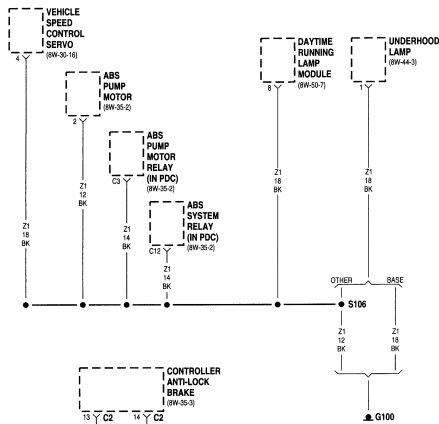 VEHICLE
SPEED
CONTROL
SERVO
(8W-30-16)
4
ABS
PUMP
MOTOR
(8W-35-2)
2
ABS
PUMP
MOTOR
RELAY
(IN PDC)
(8W-35-2)
C3
ABS
SYSTEM
RELAY
(IN PDC)
(8W-35-2)
C12
DAYTIME
RUNNING
LAMP
MODULE
(8W-50-7)
8
UNDERHOOD
LAMP
(8W-44-3)
1
Z1
18
BK
Z1
12
BK
Z1
14
BK
Z1
14
BK
Z1
18
BK
Z1
18
BK
OTHER BASE
S106
Z1
12
BK
Z1
18
BK
G100
CONTROLLER
ANTI-LOCK
BRAKE
(8W-35-3)
13 C2 14 C2